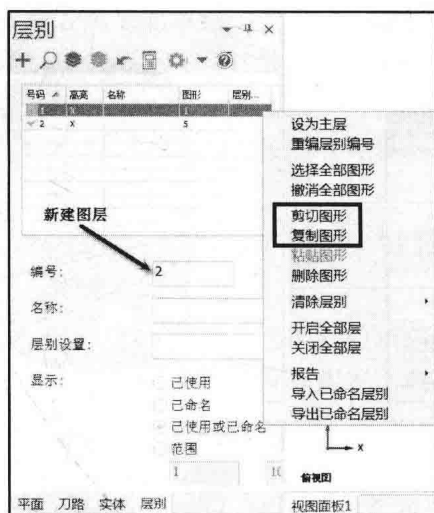 层别
号码 高亮 名称 图形 层别...
2 X 5
新建图层
编号: 2
名称:
层别设置:
显示:
已使用
已命名
已使用或已命名
范围
1 10
平面 刀路 实体 层别
设为主层
重编层别编号
选择全部图形
撤消全部图形
剪切图形
复制图形
粘贴图形
删除图形
清除层别
开启全部层
关闭全部层
报告
导入已命名层别
导出已命名层别
X
俯视图
视图面板1